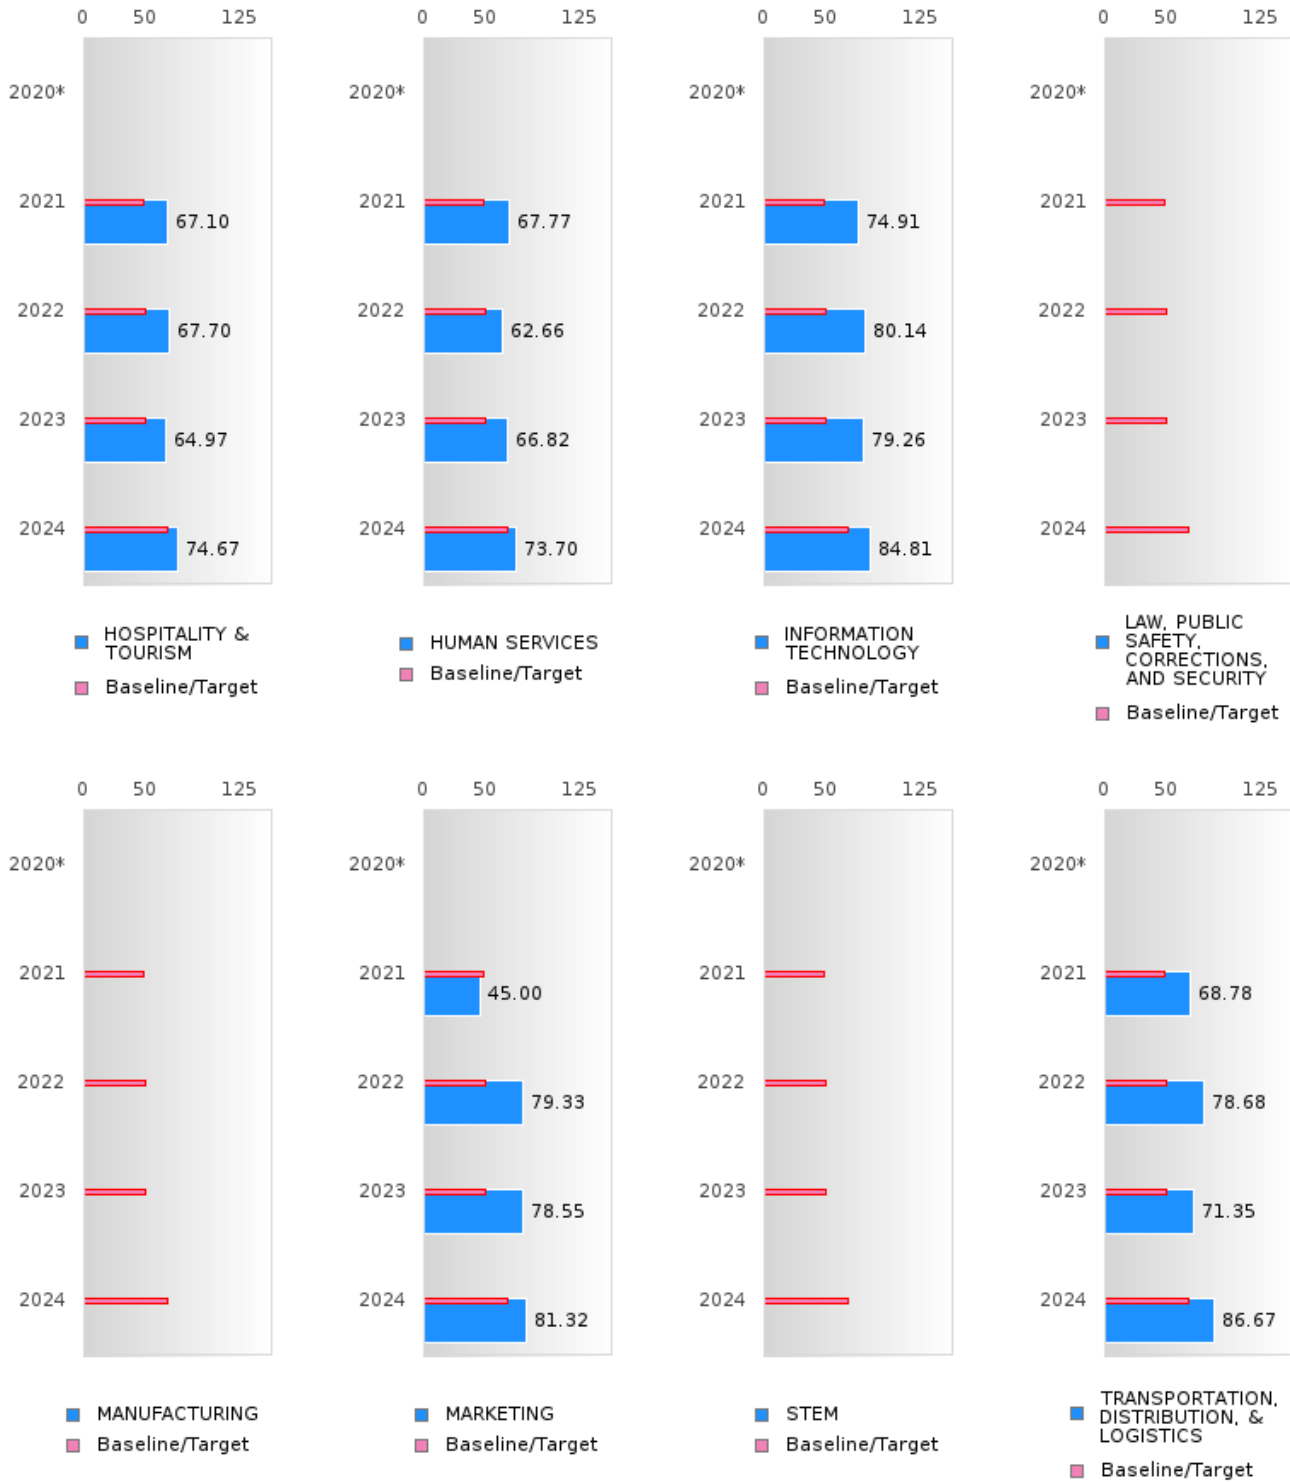 0 50 125
2020*
2021 67.10
2022 67.70
2023 64.97
2024 74.67
HOSPITALITY &
TOURISM
Baseline/Target
0 50 125
2020*
2021 67.77
2022 62.66
2023 66.82
2024 73.70
HUMAN SERVICES
Baseline/Target
0 50 125
2020*
2021 74.91
2022 80.14
2023 79.26
2024 84.81
INFORMATION
TECHNOLOGY
Baseline/Target
0 50 125
2020*
2021
2022
2023
2024
LAW, PUBLIC
SAFETY,
CORRECTIONS,
AND SECURITY
Baseline/Target
0 50 125
2020*
2021
2022
2023
2024
MANUFACTURING
Baseline/Target
0 50 125
2020*
2021 45.00
2022 79.33
2023 78.55
2024 81.32
MARKETING
Baseline/Target
0 50 125
2020*
2021
2022
2023
2024
STEM
Baseline/Target
0 50 125
2020*
2021 68.78
2022 78.68
2023 71.35
2024 86.67
TRANSPORTATION,
DISTRIBUTION, &
LOGISTICS
Baseline/Target